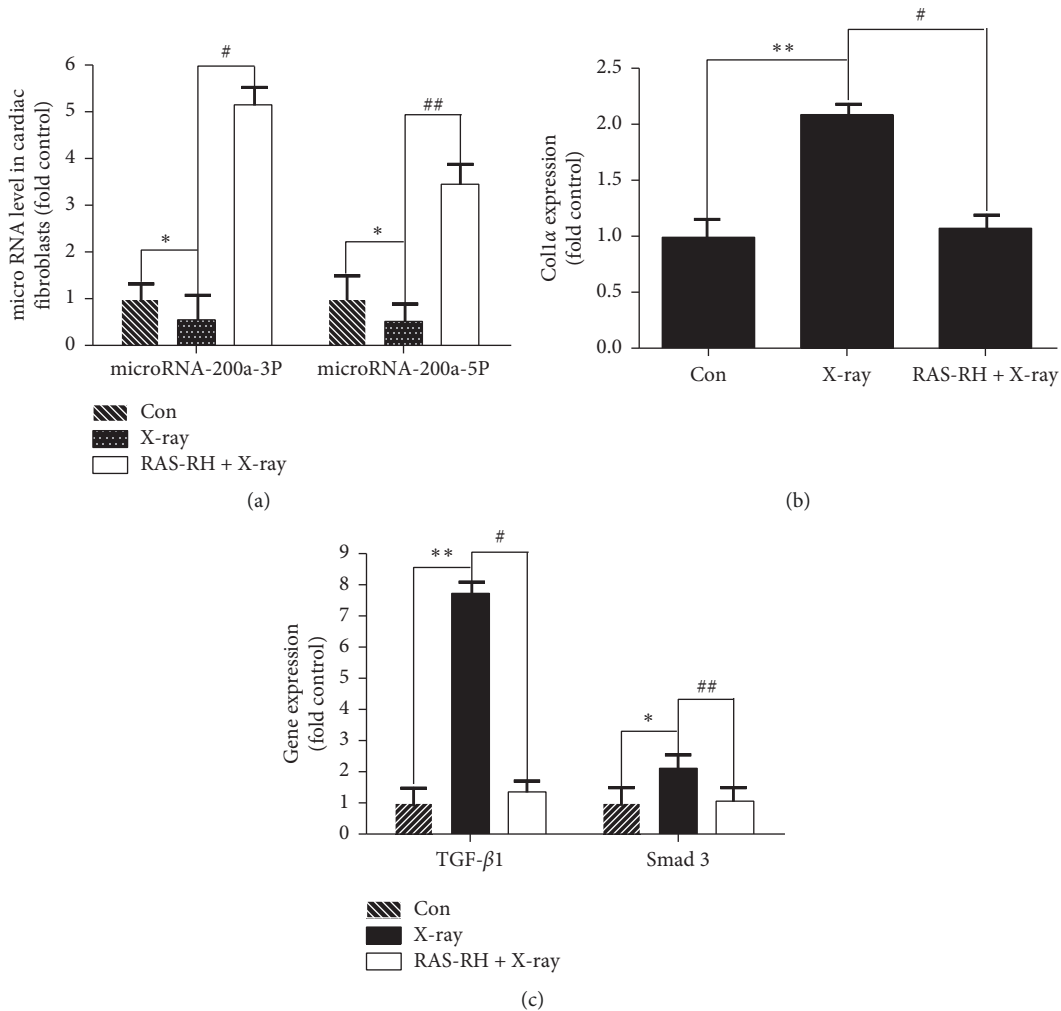 micro RNA level in cardiac
fibroblasts (fold control)
6
5
4
3
2
1
0
*
#
*
##
microRNA-200a-3P
microRNA-200a-5P
Con
X-ray
RAS-RH + X-ray
(a)
Col1α expression
(fold control)
2.5
2.0
1.5
1.0
0.5
0.0
**
#
Con
X-ray
RAS-RH + X-ray
(b)
Gene expression
(fold control)
9
8
7
6
5
4
3
2
1
0
**
#
*
##
TGF-β1
Smad 3
Con
X-ray
RAS-RH + X-ray
(c)